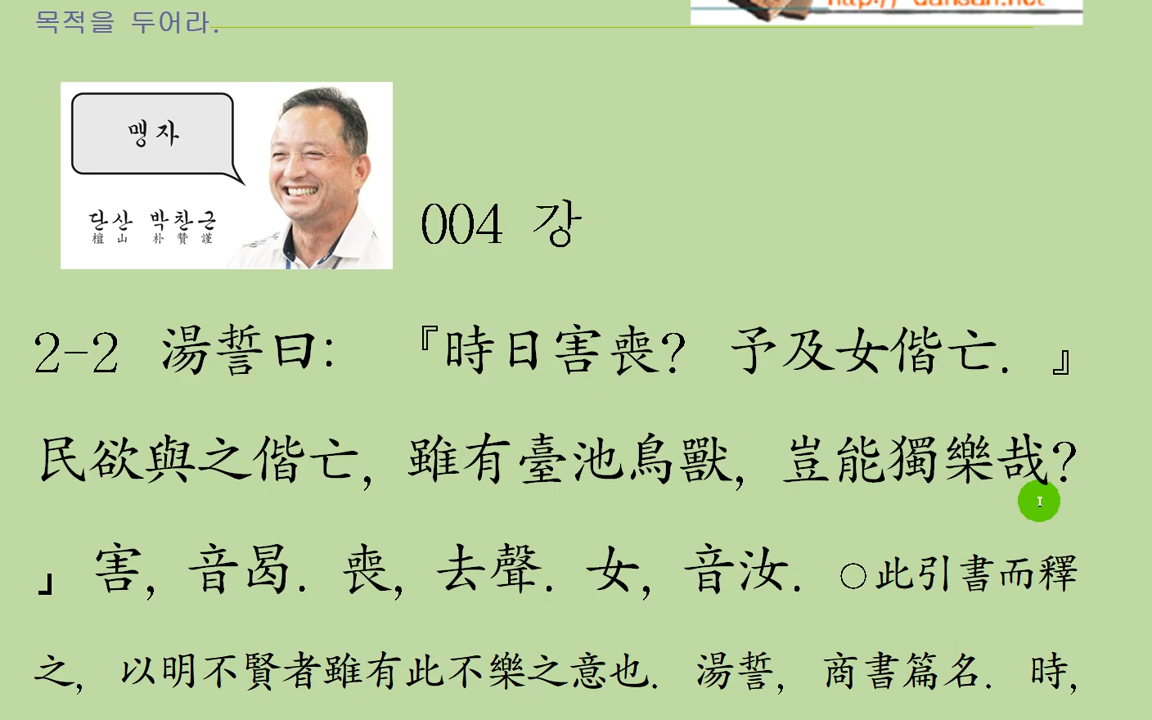 목적을 두어라.
http:// dansan.net
맹자
단산 박찬근
檀 山 朴 贊 謹
004 강
2-2 湯誓曰: 『時日害喪? 予及女偕亡. 』
民欲與之偕亡, 雖有臺池鳥獸, 豈能獨樂哉?
」 害, 音曷. 喪, 去聲. 女, 音汝. ○此引書而釋
之, 以明不賢者雖有此不樂之意也. 湯誓, 商書篇名. 時,